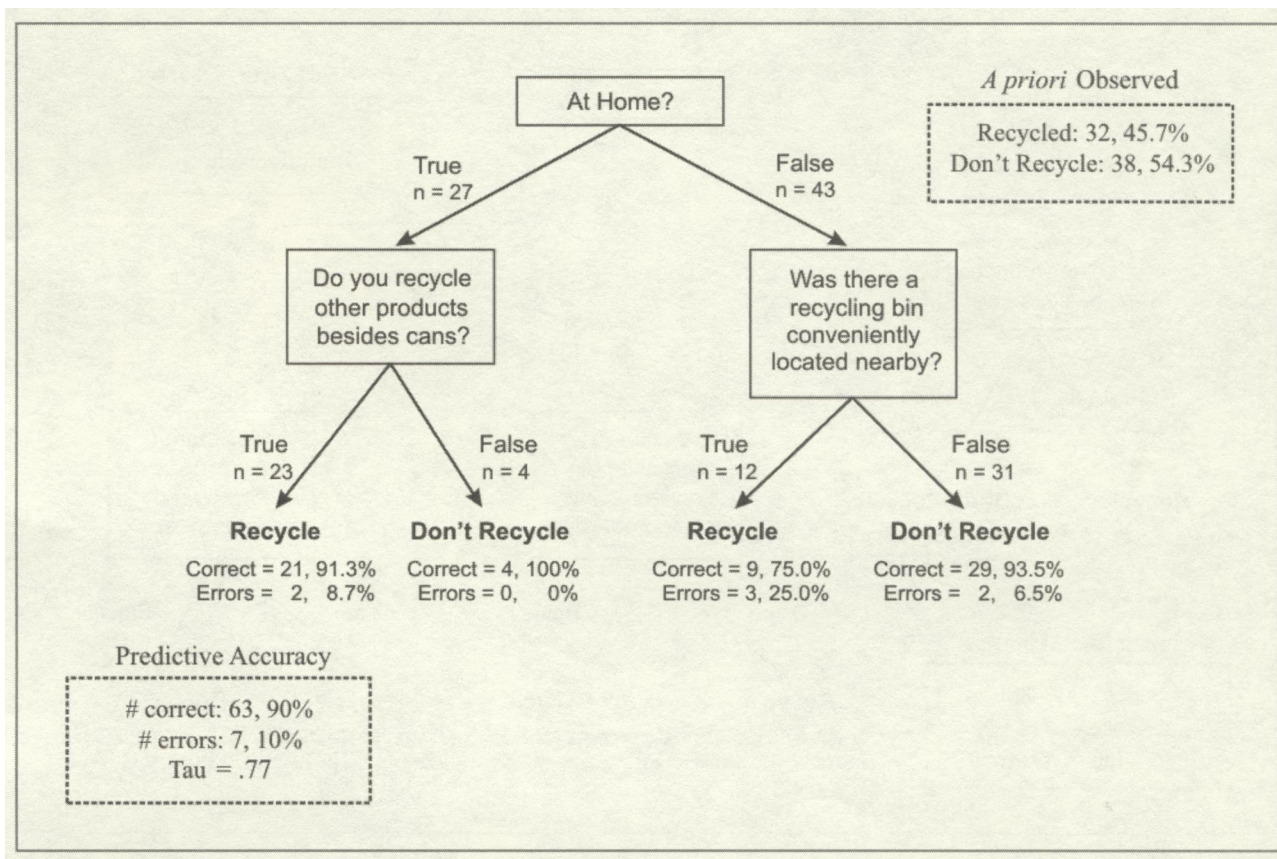 At Home?
A priori Observed
Recycled: 32, 45.7%
Don't Recycle: 38, 54.3%
True
n = 27
False
n = 43
Do you recycle
other products
besides cans?
Was there a
recycling bin
conveniently
located nearby?
True
n = 23
False
n = 4
True
n = 12
False
n = 31
Recycle
Correct = 21, 91.3%
Errors = 2, 8.7%
Don't Recycle
Correct = 4, 100%
Errors = 0, 0%
Recycle
Correct = 9, 75.0%
Errors = 3, 25.0%
Don't Recycle
Correct = 29, 93.5%
Errors = 2, 6.5%
Predictive Accuracy
# correct: 63, 90%
# errors: 7, 10%
Tau = .77